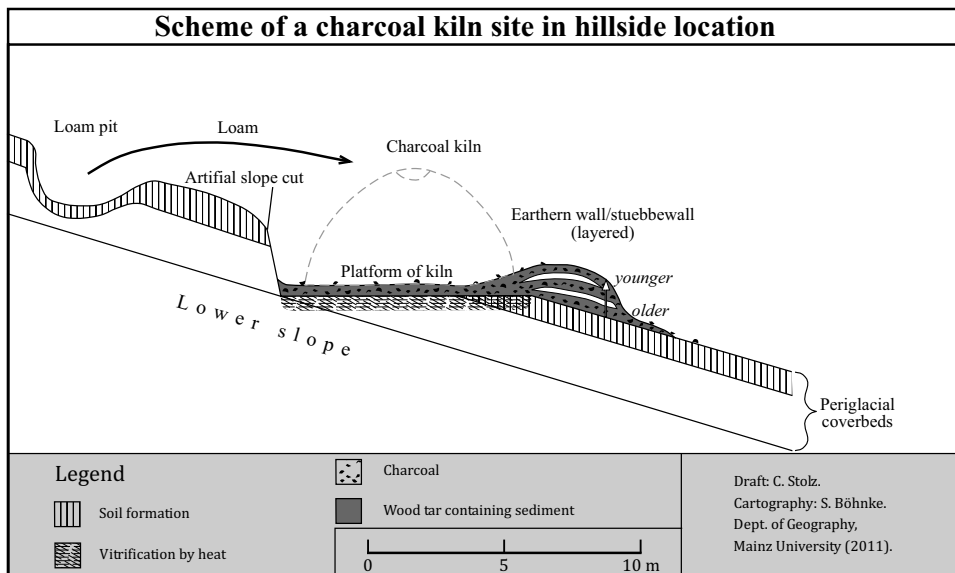 Scheme of a charcoal kiln site in hillside location
Loam pit
Loam
Charcoal kiln
Artifial slope cut
Earthern wall/stuebbewall
(layered)
Platform of kiln
younger
older
Lower slope
Periglacial
coverbeds
Legend
Soil formation
Vitrification by heat
Charcoal
Wood tar containing sediment
0 5 10 m
Draft: C. Stolz.
Cartography: S. Böhnke.
Dept. of Geography,
Mainz University (2011).